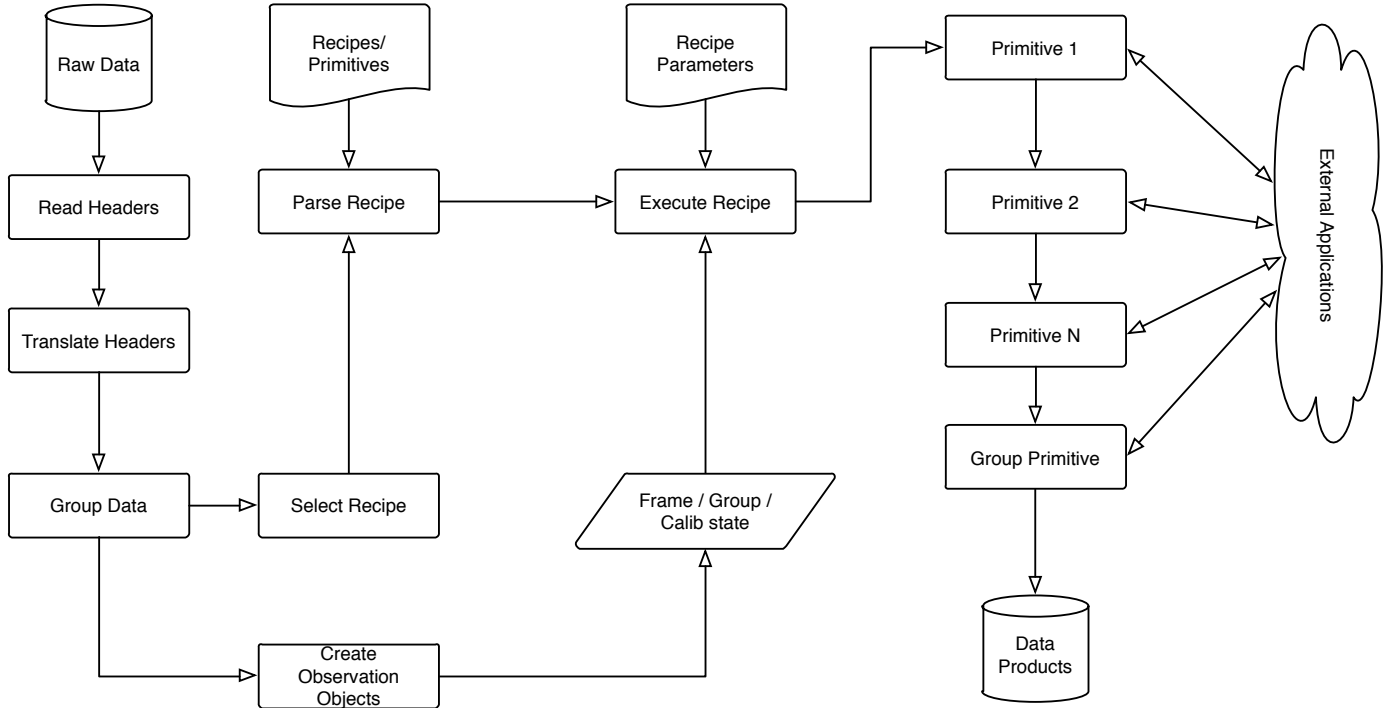 Raw Data
Recipes/
Primitives
Recipe
Parameters
Primitive 1
Read Headers
Parse Recipe
Execute Recipe
Primitive 2
External Applications
Translate Headers
Primitive N
Group Primitive
Group Data
Select Recipe
Frame / Group /
Calib state
Create
Observation
Objects
Data
Products